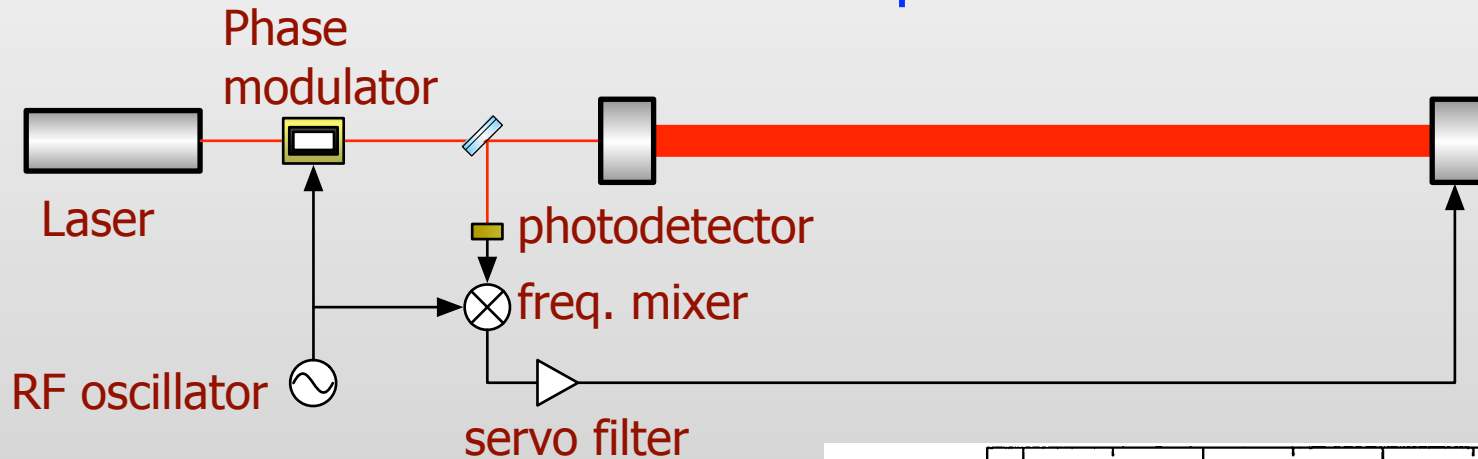 Phase
modulator
Laser
photodetector
freq. mixer
RF oscillator
servo filter